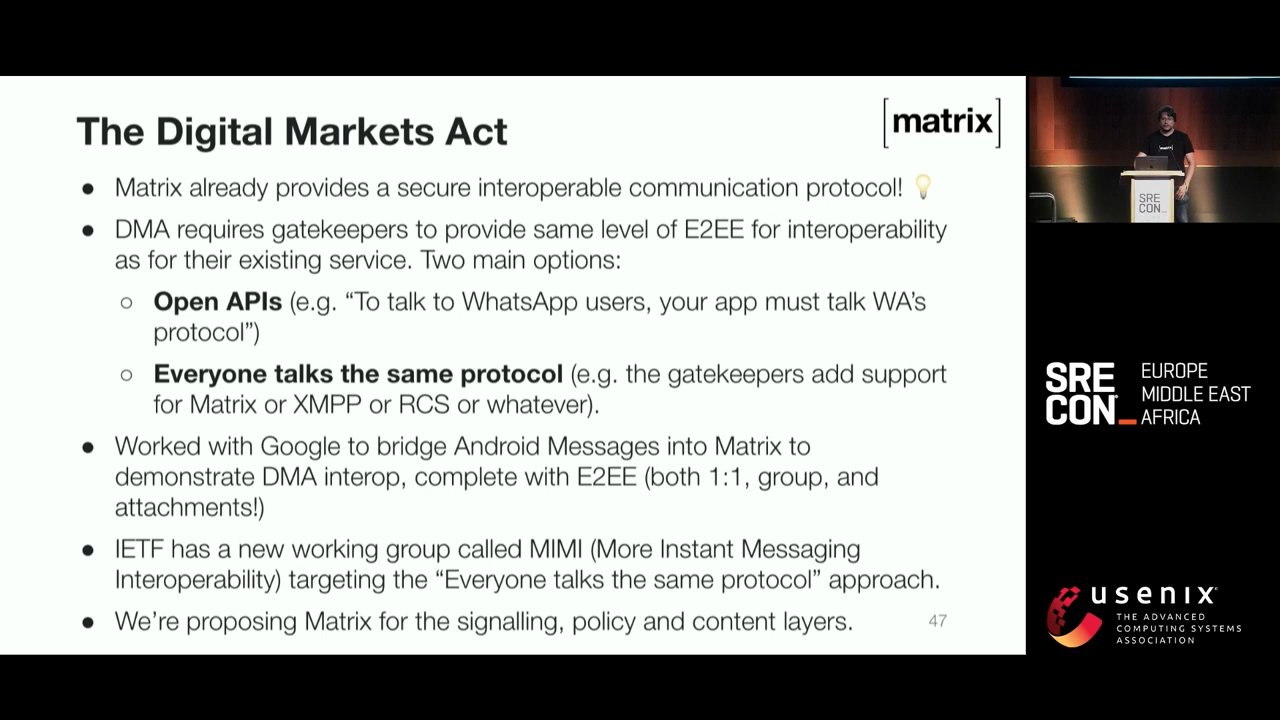 The Digital Markets Act
[matrix]
● Matrix already provides a secure interoperable communication protocol! 💡
● DMA requires gatekeepers to provide same level of E2EE for interoperability
as for their existing service. Two main options:
○ Open APIs (e.g. “To talk to WhatsApp users, your app must talk WA’s
protocol”)
○ Everyone talks the same protocol (e.g. the gatekeepers add support
for Matrix or XMPP or RCS or whatever).
● Worked with Google to bridge Android Messages into Matrix to
demonstrate DMA interop, complete with E2EE (both 1:1, group, and
attachments!)
● IETF has a new working group called MIMI (More Instant Messaging
Interoperability) targeting the “Everyone talks the same protocol” approach.
● We’re proposing Matrix for the signalling, policy and content layers.
47
[matrix]
SRE
CON_
SRE
CON_
EUROPE
MIDDLE EAST
AFRICA
usenix
THE ADVANCED
COMPUTING SYSTEMS
ASSOCIATION